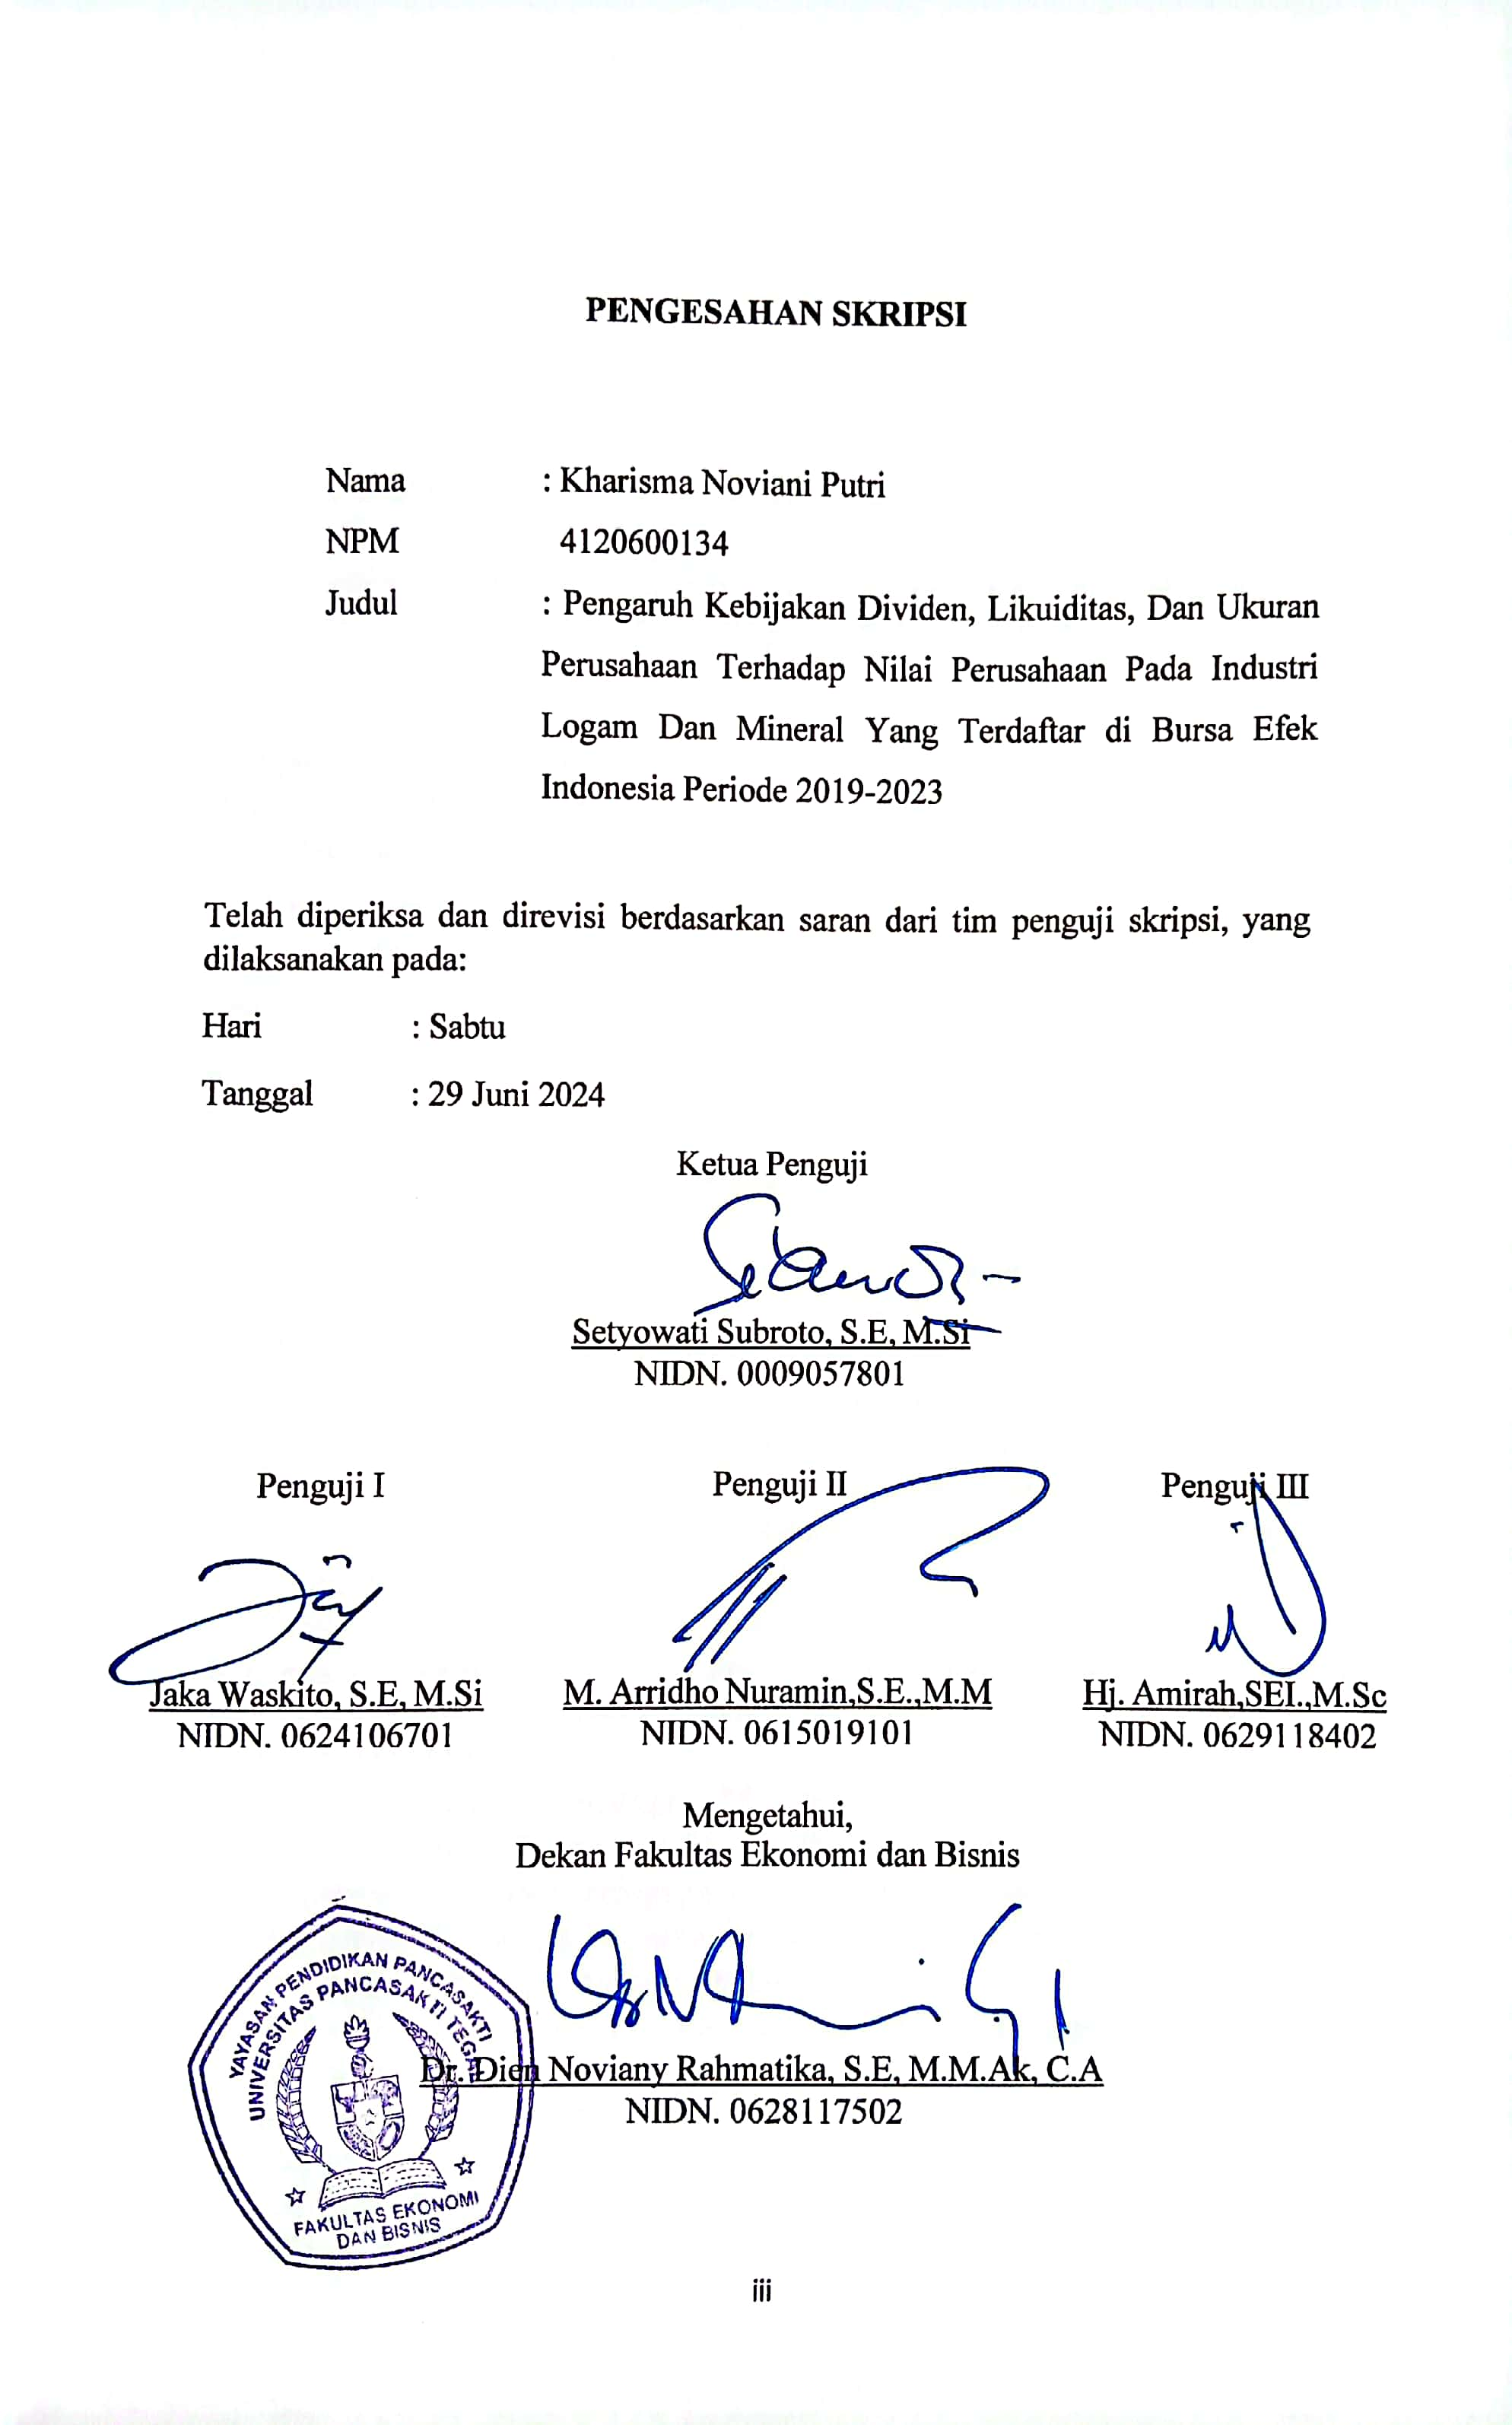 PENGESAHAN SKRIPSI
Nama : Kharisma Noviani Putri
NPM 4120600134
Judul : Pengaruh Kebijakan Dividen, Likuiditas, Dan Ukuran
Perusahaan Terhadap Nilai Perusahaan Pada Industri
Logam Dan Mineral Yang Terdaftar di Bursa Efek
Indonesia Periode 2019-2023
Telah diperiksa dan direvisi berdasarkan saran dari tim penguji skripsi, yang
dilaksanakan pada:
Hari : Sabtu
Tanggal : 29 Juni 2024
Ketua Penguji
Setyowati Subroto, S.E, M.Si
NIDN. 0009057801
Penguji I Penguji II Penguji III
Jaka Waskito, S.E, M.Si M. Arridho Nuramin,S.E.,M.M Hj. Amirah,SEI.,M.Sc
NIDN. 0624106701 NIDN. 0615019101 NIDN. 0629118402
Mengetahui,
Dekan Fakultas Ekonomi dan Bisnis
YAYASAN PENDIDIKAN PANCASAKTI
UNIVERSITAS PANCASAKTI TEGAL
Dr. Dien Noviany Rahmatika, S.E, M.M.Ak, C.A
NIDN. 0628117502
FAKULTAS EKONOMI
DAN BISNIS
iii